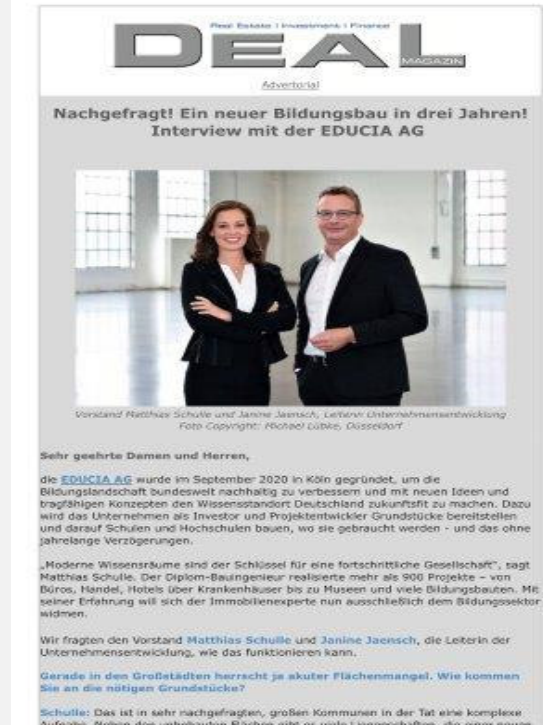 Real Estate | Investment | Finance
DEAL
MAGAZIN
Advertorial
Nachgefragt! Ein neuer Bildungsbau in drei Jahren!
Interview mit der EDUCIA AG
Vorstand Matthias Schulle und Janine Jaensch, Leiterin Unternehmensentwicklung
Foto Copyright: Michael Lübke, Düsseldorf
Sehr geehrte Damen und Herren,
die EDUCIA AG wurde im September 2020 in Köln gegründet, um die
Bildungslandschaft bundesweit nachhaltig zu verbessern und mit neuen Ideen und
tragfähigen Konzepten den Wissensstandort Deutschland zukunftsfit zu machen. Dazu
wird das Unternehmen als Investor und Projektentwickler Grundstücke bereitstellen
und darauf Schulen und Hochschulen bauen, wo sie gebraucht werden - und das ohne
jahrelange Verzögerungen.
„Moderne Wissensräume sind der Schlüssel für eine fortschrittliche Gesellschaft“, sagt
Matthias Schulle. Der Diplom-Bauingenieur realisierte mehr als 900 Projekte – von
Büros, Handel, Hotels über Krankenhäuser bis zu Museen und viele Bildungsbauten. Mit
seiner Erfahrung will sich der Immobilienexperte nun ausschließlich dem Bildungssektor
widmen.
Wir fragten den Vorstand Matthias Schulle und Janine Jaensch, die Leiterin der
Unternehmensentwicklung, wie das funktionieren kann.
Gerade in den Großstädten herrscht ja akuter Flächenmangel. Wie kommen
Sie an die nötigen Grundstücke?
Schulle: Das ist in sehr nachgefragten, großen Kommunen in der Tat eine komplexe